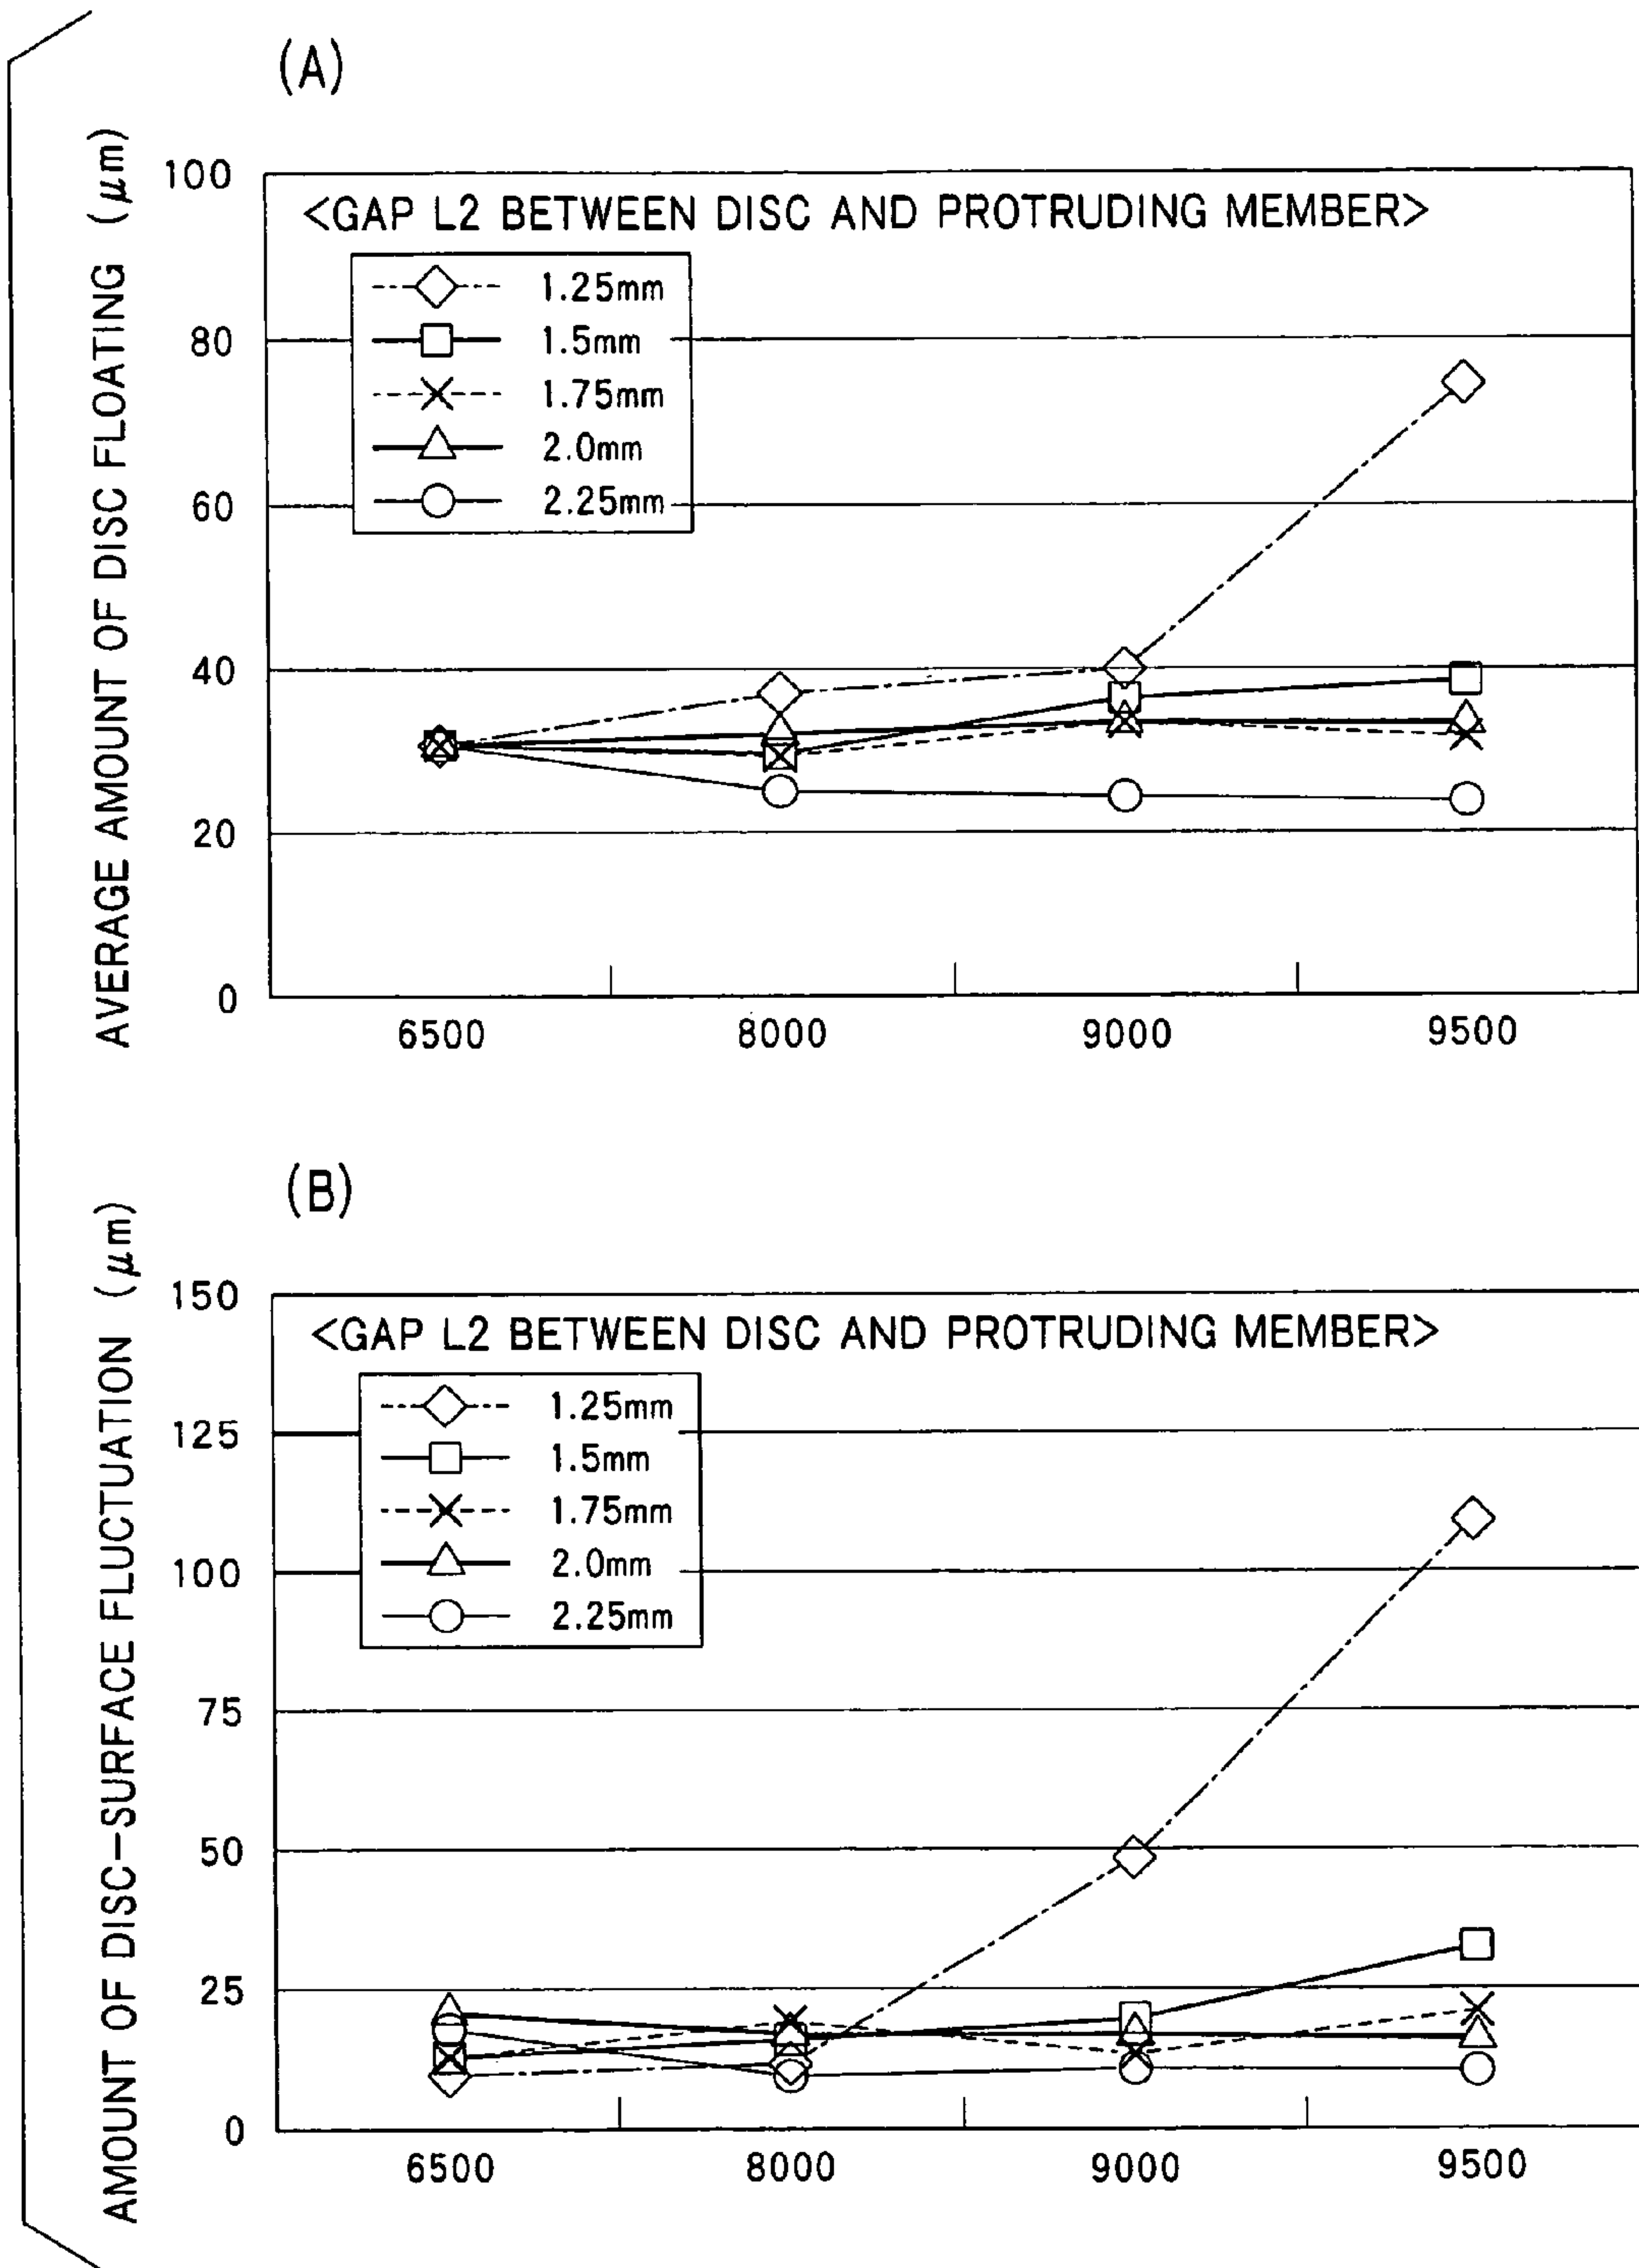 (A)
AVERAGE AMOUNT OF DISC FLOATING (μm)
100
80
60
40
20
0
<GAP L2 BETWEEN DISC AND PROTRUDING MEMBER>
1.25mm
1.5mm
1.75mm
2.0mm
2.25mm
6500 8000 9000 9500
(B)
AMOUNT OF DISC-SURFACE FLUCTUATION (μm)
150
125
100
75
50
25
0
<GAP L2 BETWEEN DISC AND PROTRUDING MEMBER>
1.25mm
1.5mm
1.75mm
2.0mm
2.25mm
6500 8000 9000 9500